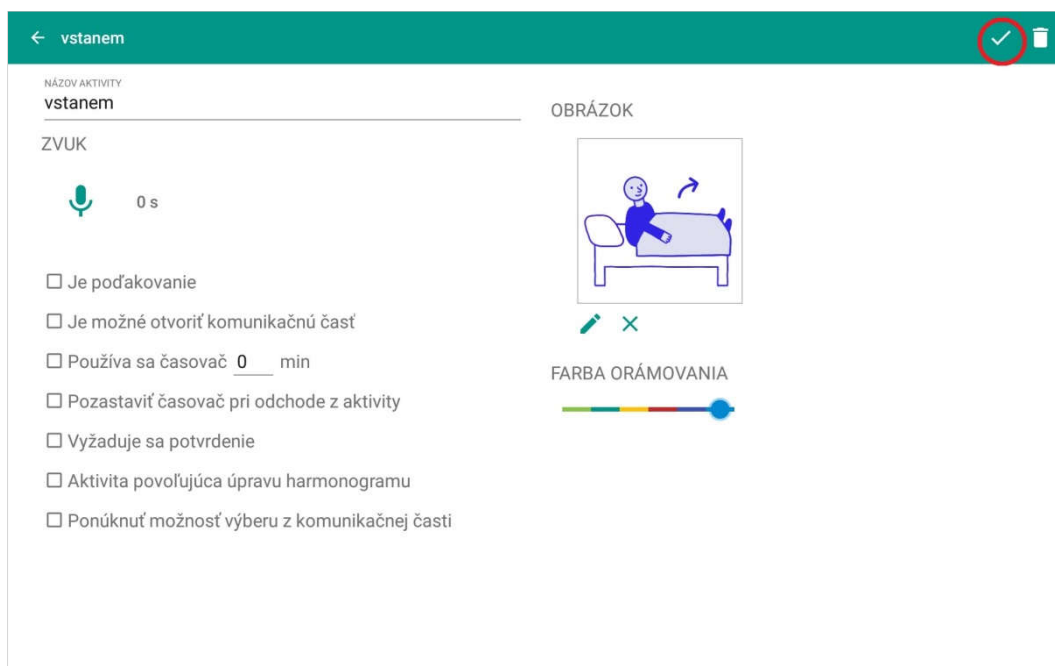 vstanem
NÁZOV AKTIVITY
vstanem
ZVUK
0 s
Je poďakovanie
Je možné otvoriť komunikačnú časť
Používa sa časovač 0 min
Pozastaviť časovač pri odchode z aktivity
Vyžaduje sa potvrdenie
Aktivita povoľujúca úpravu harmonogramu
Ponúknuť možnosť výberu z komunikačnej časti
OBRÁZOK
FARBA ORÁMOVANIA